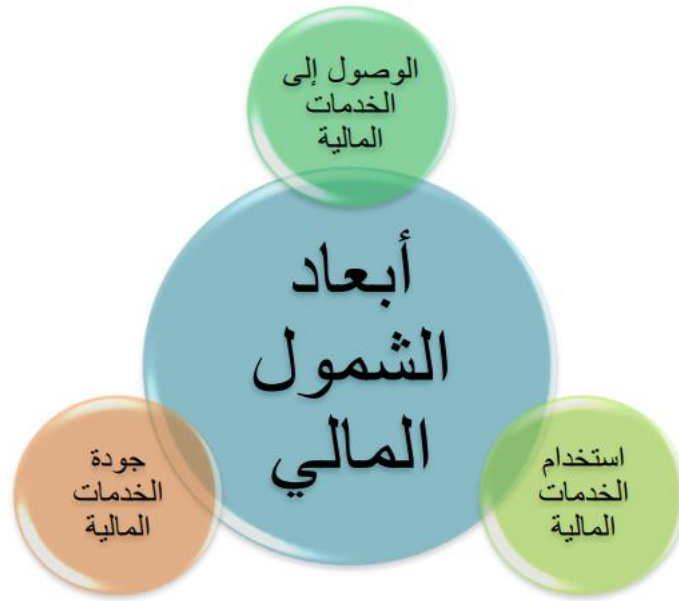 الوصول إلى
الخدمات
المالية
أبعاد
الشمول
المالي
استخدام
الخدمات
المالية
جودة
الخدمات
المالية